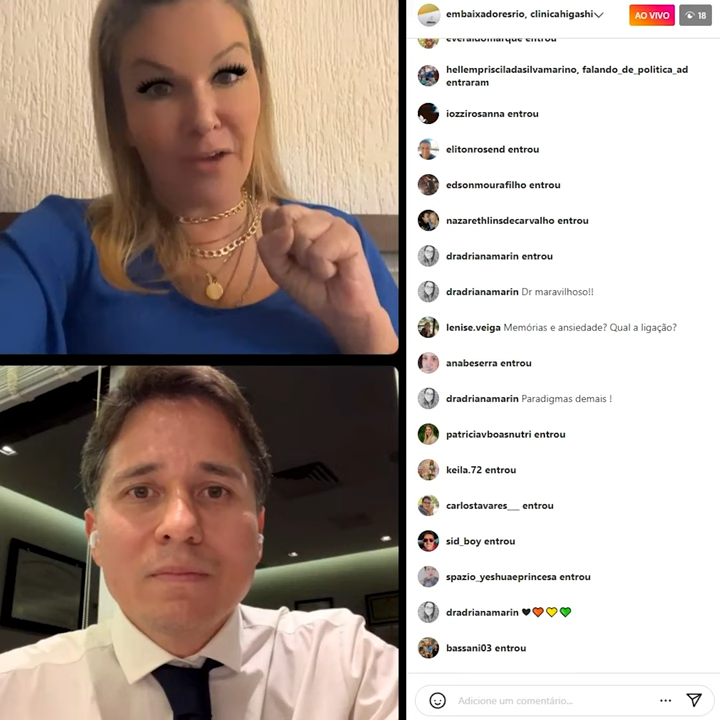 embaixadoresrio, clinicahigashi
AO VIVO
18
everaldomarque entrou
hellemprisciladasilvamarino, falando_de_politica_ad
entraram
iozzirosanna entrou
elitonrosend entrou
edsonmourafilho entrou
nazarethlinsdecarvalho entrou
dradrianamarin entrou
dradrianamarin Dr maravilhoso!!
lenise.veiga Memórias e ansiedade? Qual a ligação?
anabeserra entrou
dradrianamarin Paradigmas demais !
patriciavboasnutri entrou
keila.72 entrou
carlostavares___ entrou
sid_boy entrou
spazio_yeshuaeprincesa entrou
dradrianamarin 🖤🧡💛💚
bassani03 entrou
Adicione um comentário...